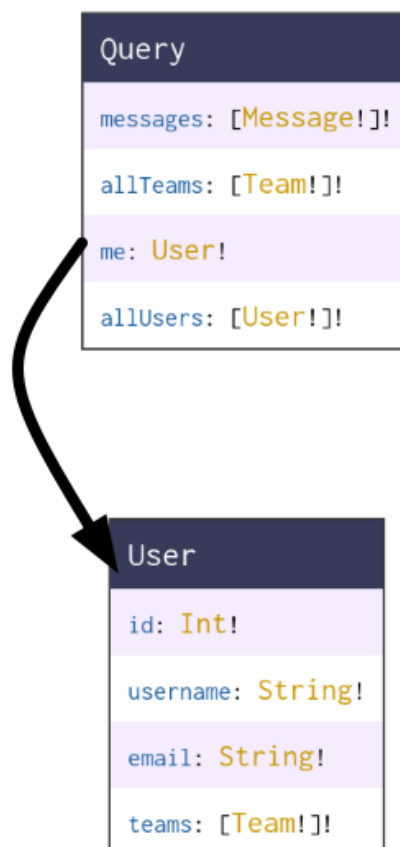 Query
messages: [Message!]!
allTeams: [Team!]!
me: User!
allUsers: [User!]!
User
id: Int!
username: String!
email: String!
teams: [Team!]!